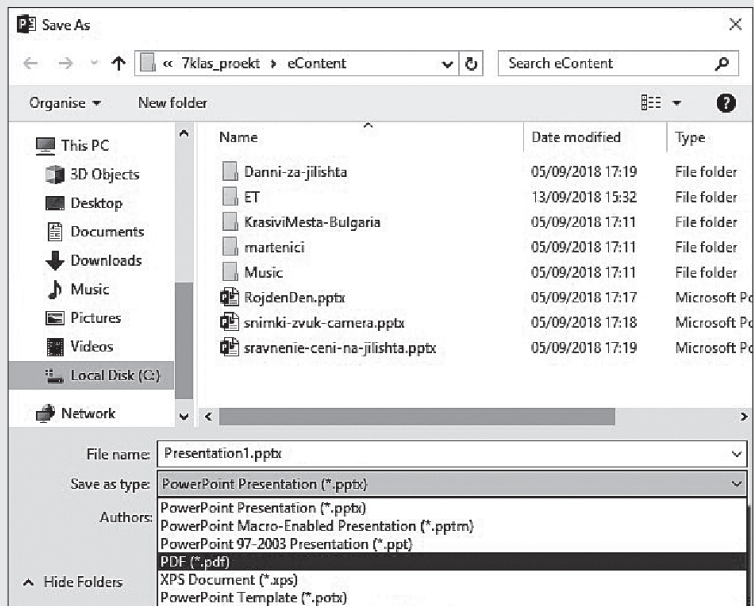 Save As
« 7klas_proekt › eContent
Search eContent
Organise
New folder
This PC
3D Objects
Desktop
Documents
Downloads
Music
Pictures
Videos
Local Disk (C:)
Network
Name Date modified Type
Danni-za-jilishta 05/09/2018 17:19 File folder
ET 13/09/2018 15:32 File folder
KrasiviMesta-Bulgaria 05/09/2018 17:11 File folder
martenici 05/09/2018 17:11 File folder
Music 05/09/2018 17:11 File folder
RojdenDen.pptx 05/09/2018 17:17 Microsoft Po
snimki-zvuk-camera.pptx 05/09/2018 17:18 Microsoft Po
sravnenie-ceni-na-jilishta.pptx 05/09/2018 17:19 Microsoft Po
File name: Presentation1.pptx
Save as type: PowerPoint Presentation (*.pptx)
Authors:
PowerPoint Presentation (*.pptx)
PowerPoint Macro-Enabled Presentation (*.pptm)
PowerPoint 97-2003 Presentation (*.ppt)
PDF (*.pdf)
XPS Document (*.xps)
PowerPoint Template (*.potx)
Hide Folders